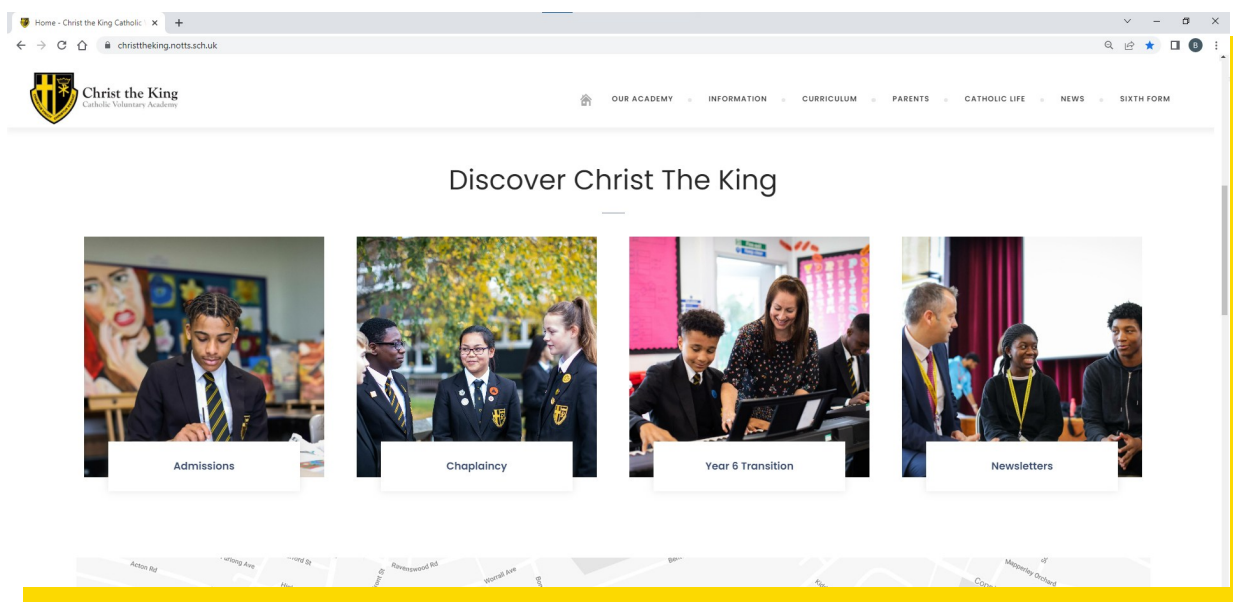 Home - Christ the King Catholic
christtheking.notts.sch.uk
B
Christ the King
Catholic Voluntary Academy
OUR ACADEMY
INFORMATION
CURRICULUM
PARENTS
CATHOLIC LIFE
NEWS
SIXTH FORM
Discover Christ The King
Admissions
Chaplaincy
Year 6 Transition
Newsletters
Acton Rd
Ravenswood Rd
Worrall Ave
Mapperley Orchard